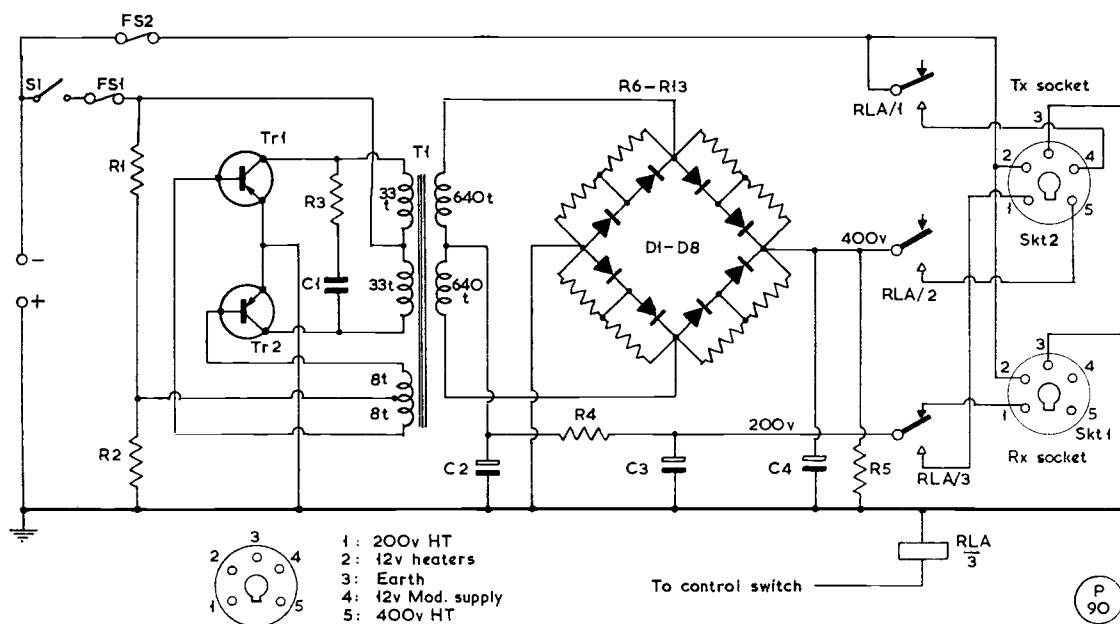 FS2
S1
FS1
R6-R13
Tx socket
RLA/1
3
2
4
1
5
Skt2
Tr1
T1
R1
R3
33
t
640t
D1-D8
400v
RLA/2
C1
33t
640
t
-
+
Tr2
8t
8t
3
2
4
1
5
Skt1
Rx socket
R4
200v
R2
C2
C3
C4
R5
RLA/3
RLA
3
To control switch
3
2
4
1
5
1: 200v HT
2: 12v heaters
3: Earth
4: 12v Mod. supply
5: 400v HT
P
90